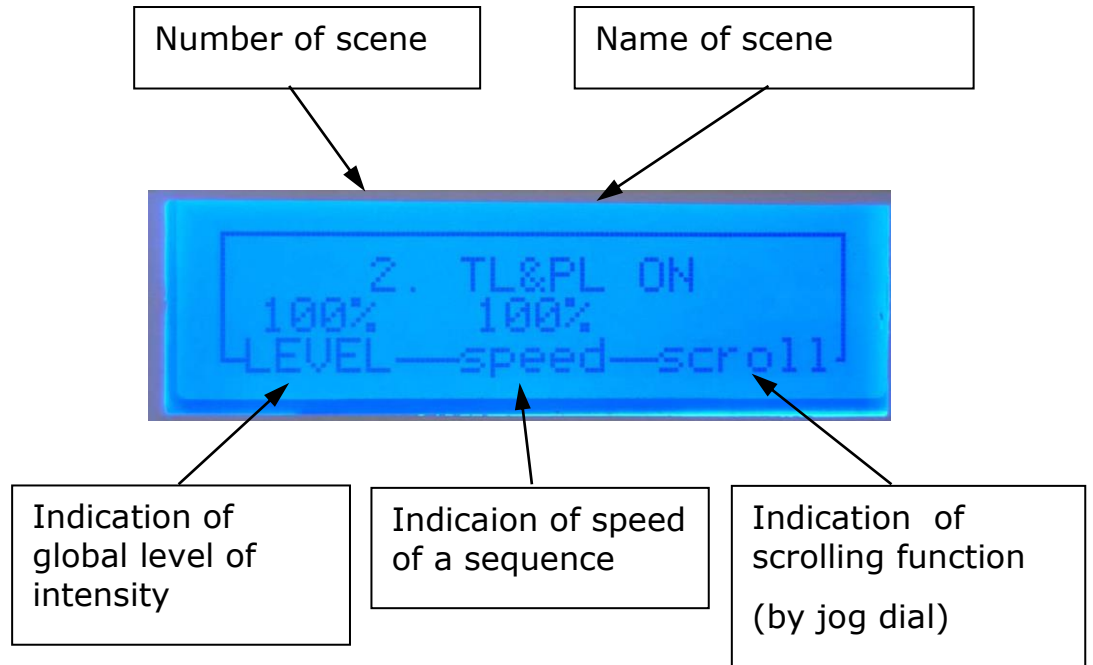 Number of scene
Name of scene
2. TL&PL ON
100% 100%
LEVEL speed scroll
Indication of
global level of
intensity
Indicaion of speed
of a sequence
Indication of
scrolling function
(by jog dial)